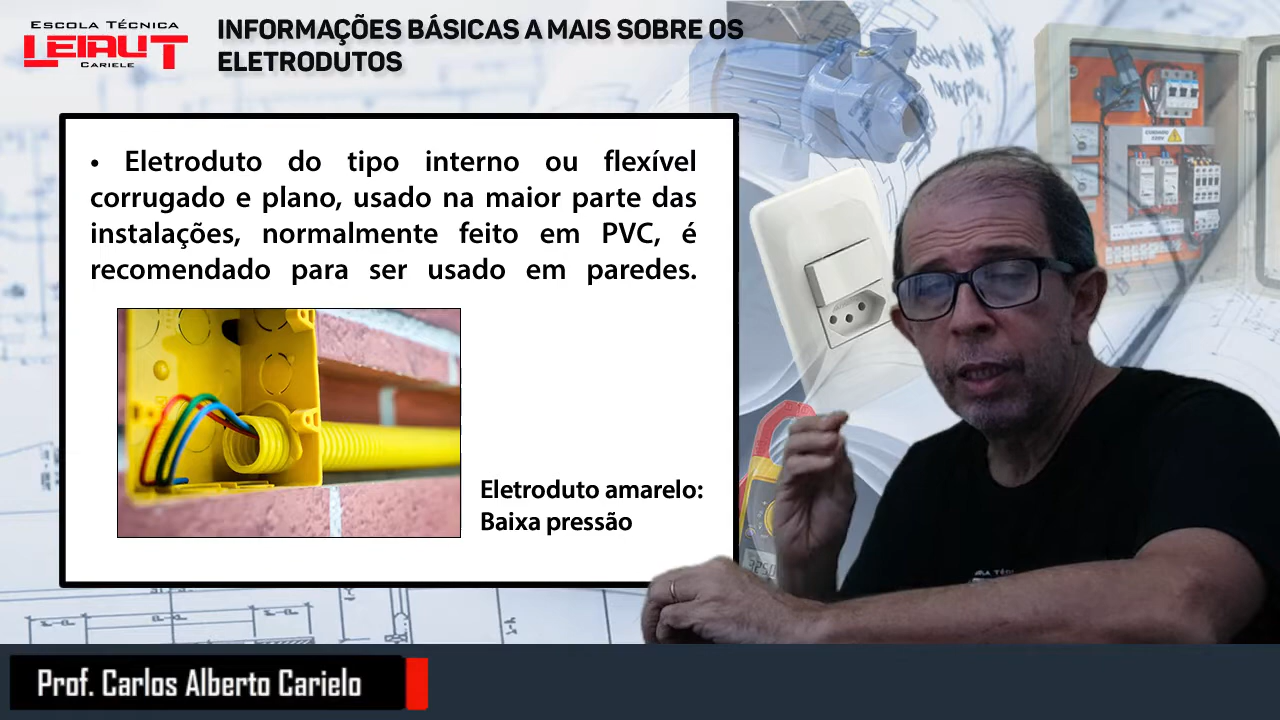 ESCOLA TÉCNICA
LEIAUT
CARIELE
INFORMAÇÕES BÁSICAS A MAIS SOBRE OS
ELETRODUTOS
• Eletroduto do tipo interno ou flexível
corrugado e plano, usado na maior parte das
instalações, normalmente feito em PVC, é
recomendado para ser usado em paredes.
Eletroduto amarelo:
Baixa pressão
Prof. Carlos Alberto Carielo